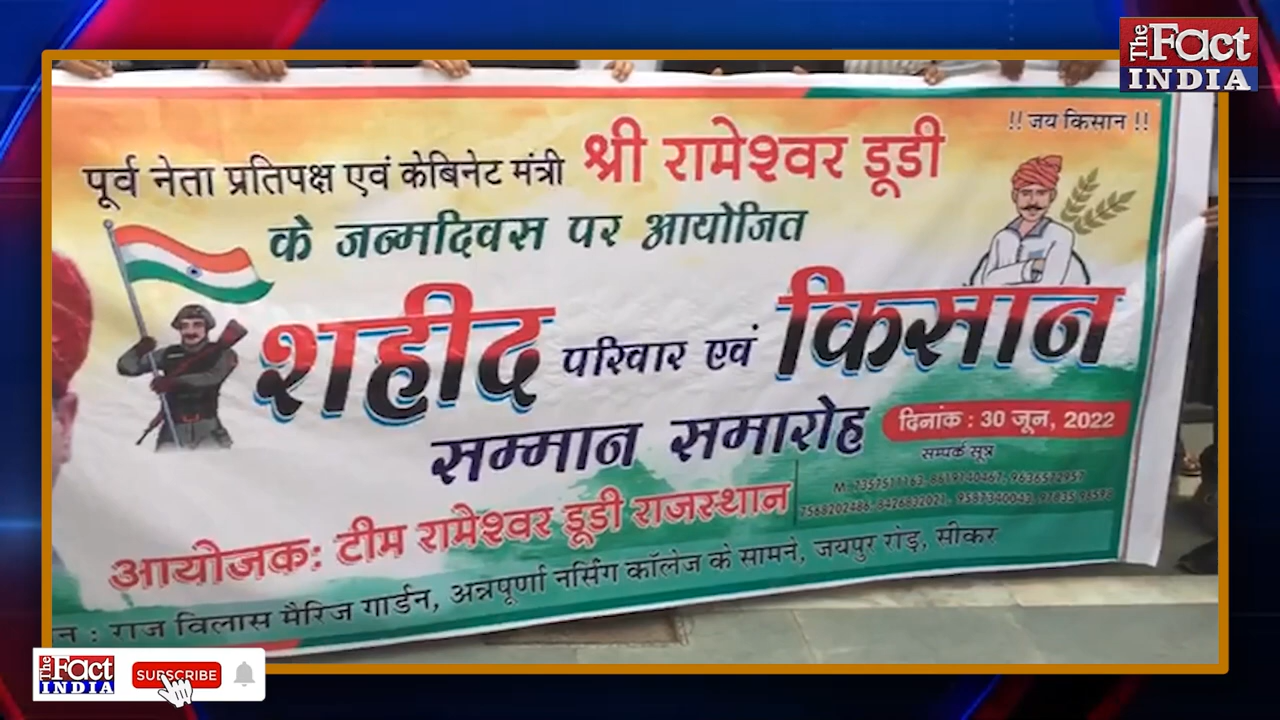 The Fact
INDIA
!! जय किसान !!
पूर्व नेता प्रतिपक्ष एवं केबिनेट मंत्री श्री रामेश्वर डूडी
के जन्मदिवस पर आयोजित
शहीद परिवार एवं किसान
सम्मान समारोह
दिनांक : 30 जून, 2022
सम्पर्क सूत्र
आयोजक: टीम रामेश्वर डूडी राजस्थान
न : राज विलास मैरिज गार्डन, अन्नपूर्णा नर्सिंग कॉलेज के सामने, जयपुर रोड़, सीकर
The Fact
INDIA
SUBSCRIBE